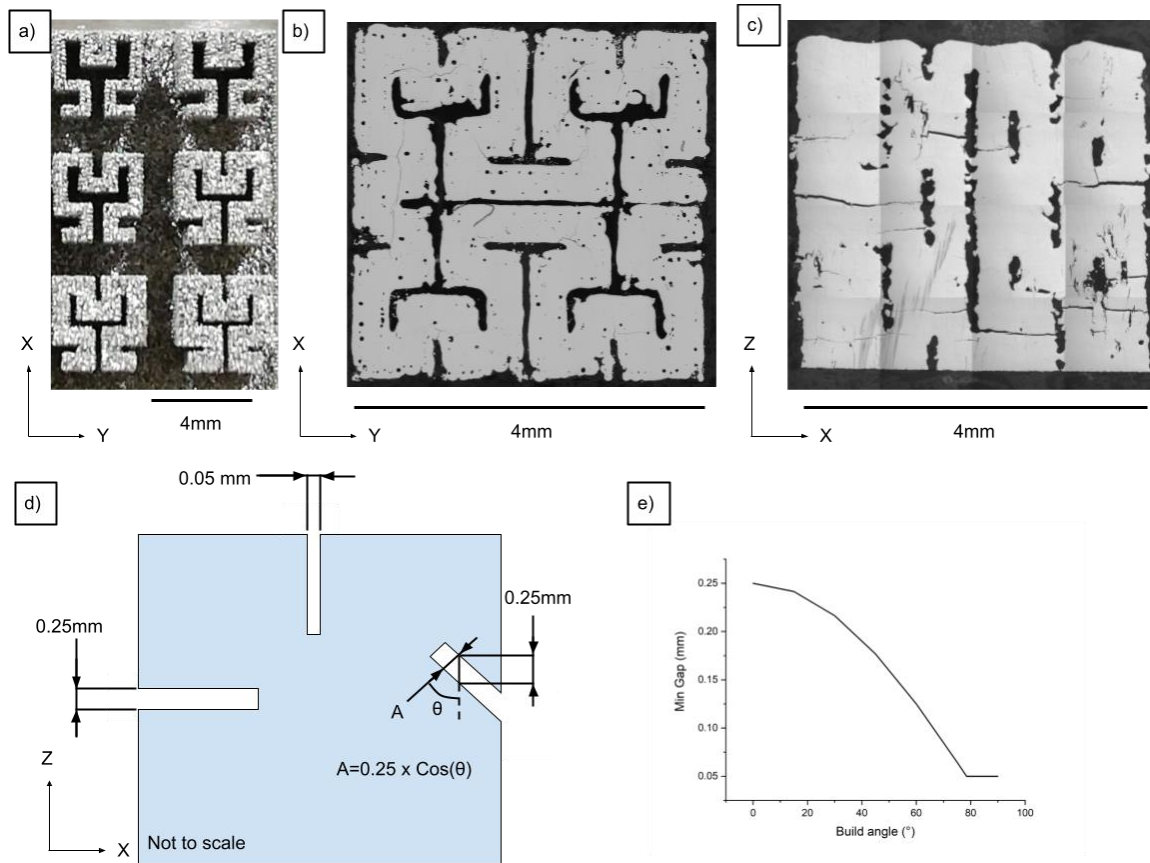 a)
b)
c)
X
Y
4mm
X
Y
4mm
Z
X
4mm
d)
0.05 mm
0.25mm
0.25mm
A
θ
A=0.25 x Cos(θ)
Z
X
Not to scale
e)
Min Gap (mm)
0.25
0.20
0.15
0.10
0.05
0
20
40
60
80
100
Build angle (°)